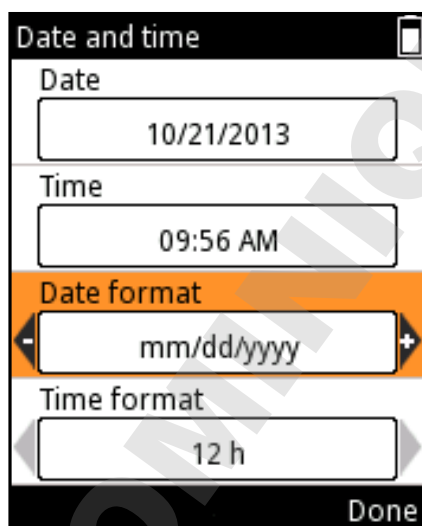 Date and time
Date
10/21/2013
Time
09:56 AM
Date format
- mm/dd/yyyy +
Time format
12 h
Done